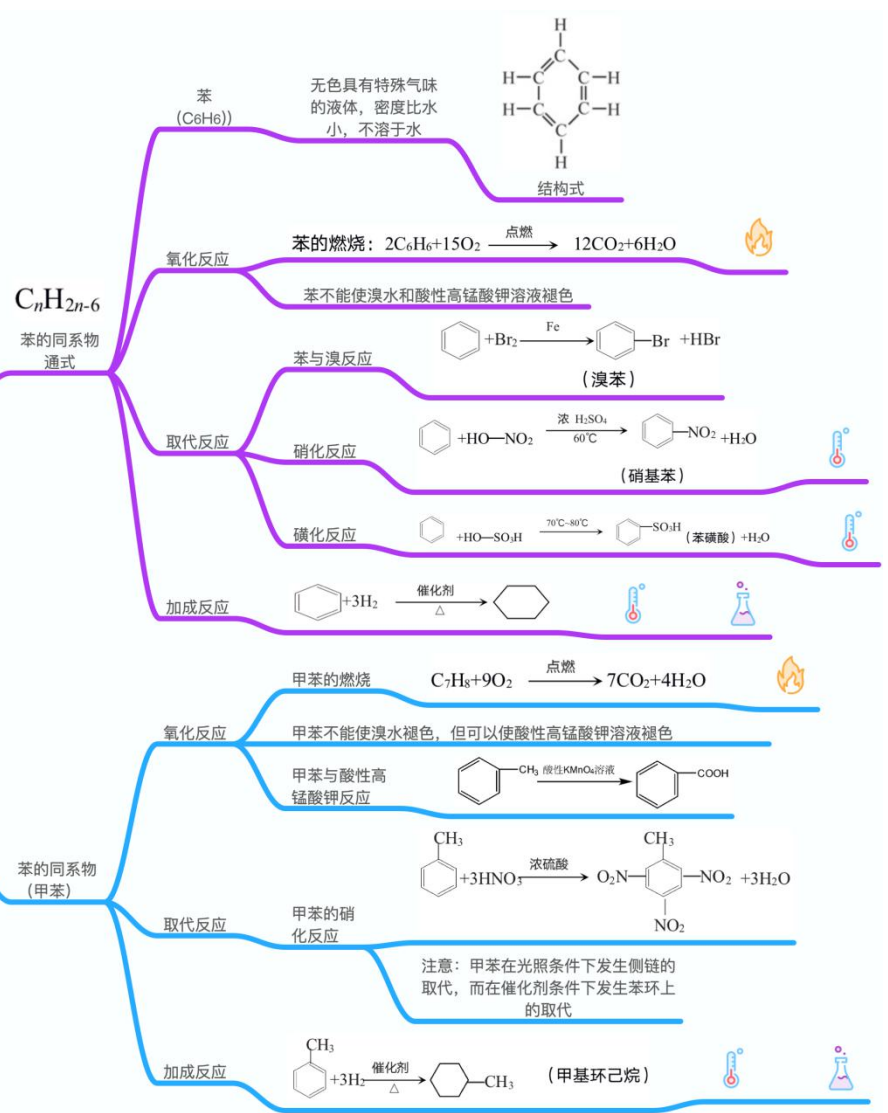 苯
（C6H6））
无色具有特殊气味
的液体，密度比水
小，不溶于水
H
H—C C—H
H—C C—H
C
H
结构式
氧化反应
苯的燃烧：2C₆H₆+15O₂ 点燃 12CO₂+6H₂O
苯不能使溴水和酸性高锰酸钾溶液褪色
CnH2n-6
苯的同系物
通式
取代反应
苯与溴反应
+Br₂ Fe —Br +HBr
（溴苯）
硝化反应
+HO—NO₂ 浓 H₂SO₄ 60℃ —NO₂ +H₂O
（硝基苯）
磺化反应
+HO—SO₃H 70℃~80℃ —SO₃H （苯磺酸）+H₂O
加成反应
+3H₂ 催化剂 △
氧化反应
甲苯的燃烧
C₇H₈+9O₂ 点燃 7CO₂+4H₂O
甲苯不能使溴水褪色，但可以使酸性高锰酸钾溶液褪色
甲苯与酸性高
锰酸钾反应
—CH₃ 酸性KMnO₄溶液 —COOH
苯的同系物
（甲苯）
取代反应
甲苯的硝
化反应
CH₃ CH₃
+3HNO₃ 浓硫酸 O₂N— —NO₂ +3H₂O
NO₂
注意：甲苯在光照条件下发生侧链的
取代，而在催化剂条件下发生苯环上
的取代
加成反应
CH₃
+3H₂ 催化剂 △ —CH₃ （甲基环己烷）